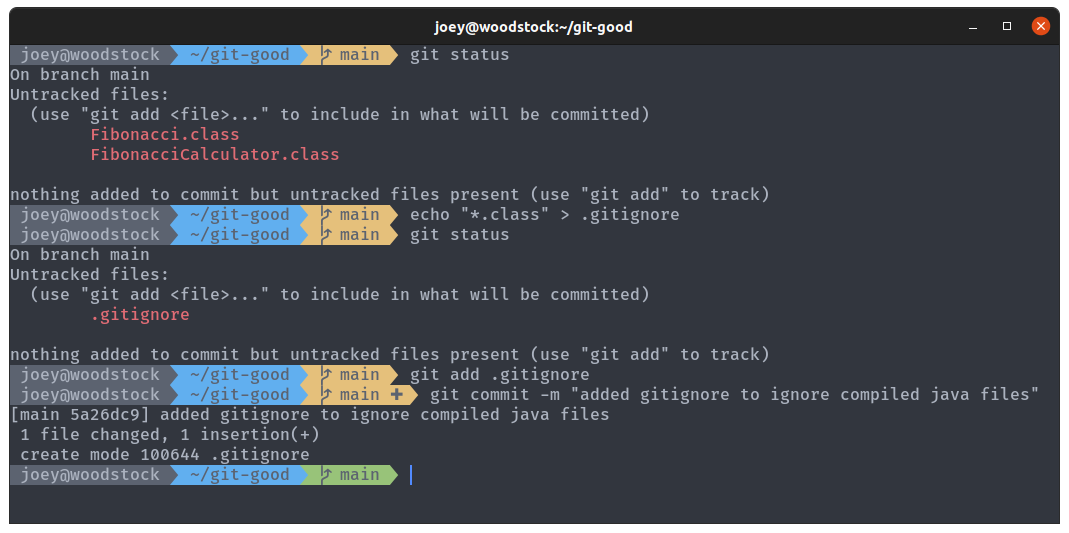 joey@woodstock:~/git-good
joey@woodstock ~/git-good main git status
On branch main
Untracked files:
  (use "git add <file>..." to include in what will be committed)
        Fibonacci.class
        FibonacciCalculator.class

nothing added to commit but untracked files present (use "git add" to track)
joey@woodstock ~/git-good main echo "*.class" > .gitignore
joey@woodstock ~/git-good main git status
On branch main
Untracked files:
  (use "git add <file>..." to include in what will be committed)
        .gitignore

nothing added to commit but untracked files present (use "git add" to track)
joey@woodstock ~/git-good main git add .gitignore
joey@woodstock ~/git-good main ✚ git commit -m "added gitignore to ignore compiled java files"
[main 5a26dc9] added gitignore to ignore compiled java files
 1 file changed, 1 insertion(+)
 create mode 100644 .gitignore
joey@woodstock ~/git-good main